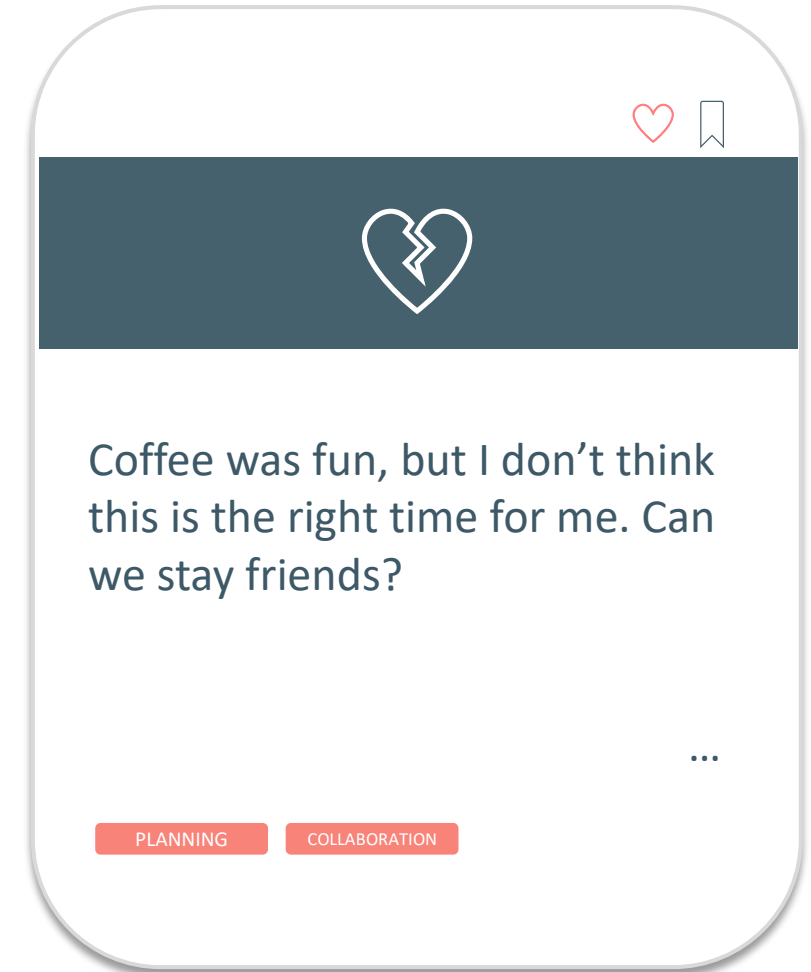 Coffee was fun, but I don’t think
this is the right time for me. Can
we stay friends?
...
PLANNING
COLLABORATION